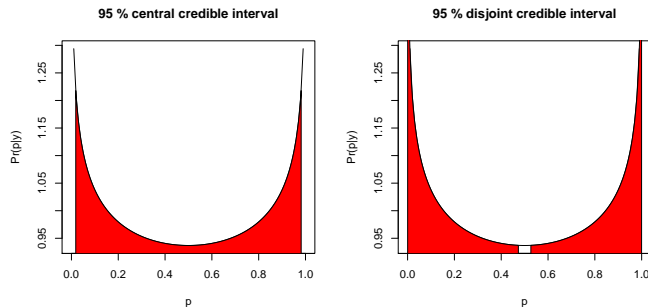 95 % central credible interval
Pr(p|y)
1.25
1.15
1.05
0.95
0.0 0.2 0.4 0.6 0.8 1.0
p
95 % disjoint credible interval
Pr(p|y)
1.25
1.15
1.05
0.95
0.0 0.2 0.4 0.6 0.8 1.0
p